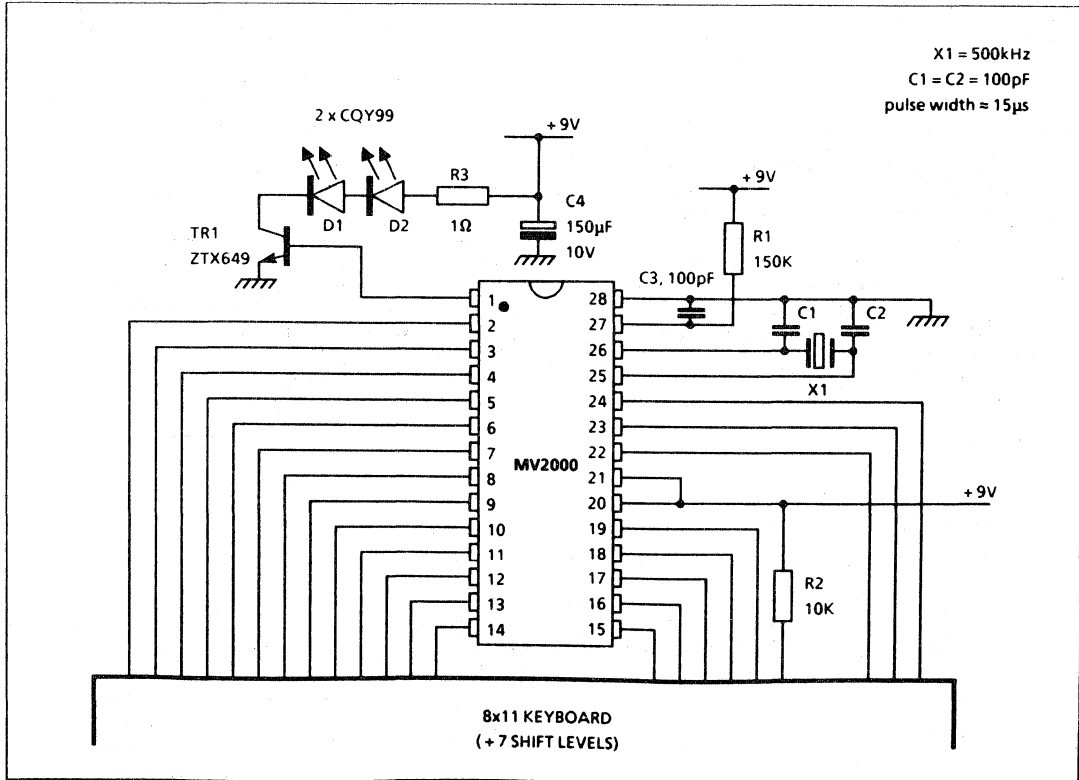 X1 = 500kHz
C1 = C2 = 100pF
pulse width ≈ 15µs
2 x CQY99
+ 9V
R3
+ 9V
C4
D1
D2
1Ω
150µF
TR1
R1
ZTX649
10V
150K
C3, 100pF
1
28
C1
C2
2
27
3
26
4
25
X1
5
24
6
23
7
22
MV2000
8
21
9
20
+ 9V
10
19
11
18
12
17
R2
13
16
10K
14
15
8x11 KEYBOARD
( + 7 SHIFT LEVELS)